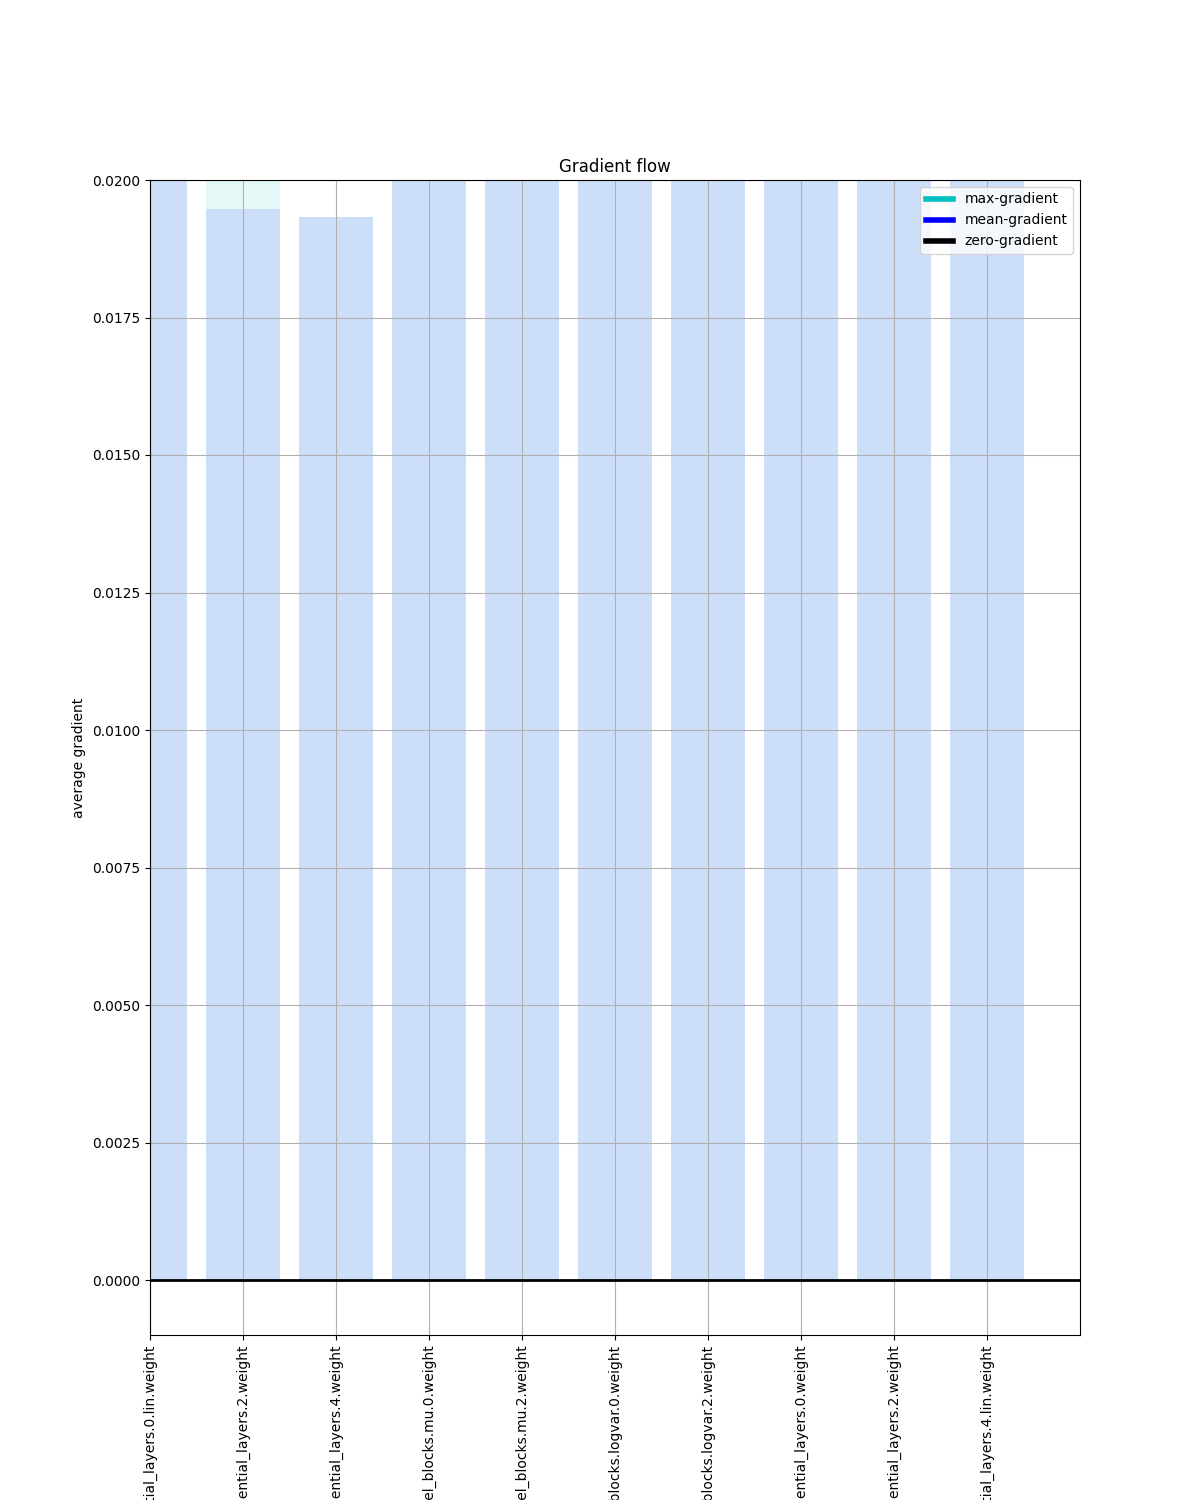 Gradient flow
max-gradient
mean-gradient
zero-gradient
0.0200
0.0175
0.0150
0.0125
0.0100
0.0075
0.0050
0.0025
0.0000
average gradient
tial_layers.0.lin.weight
ential_layers.2.weight
ential_layers.4.weight
el_blocks.mu.0.weight
el_blocks.mu.2.weight
blocks.logvar.0.weight
blocks.logvar.2.weight
ential_layers.0.weight
ential_layers.2.weight
tial_layers.4.lin.weight